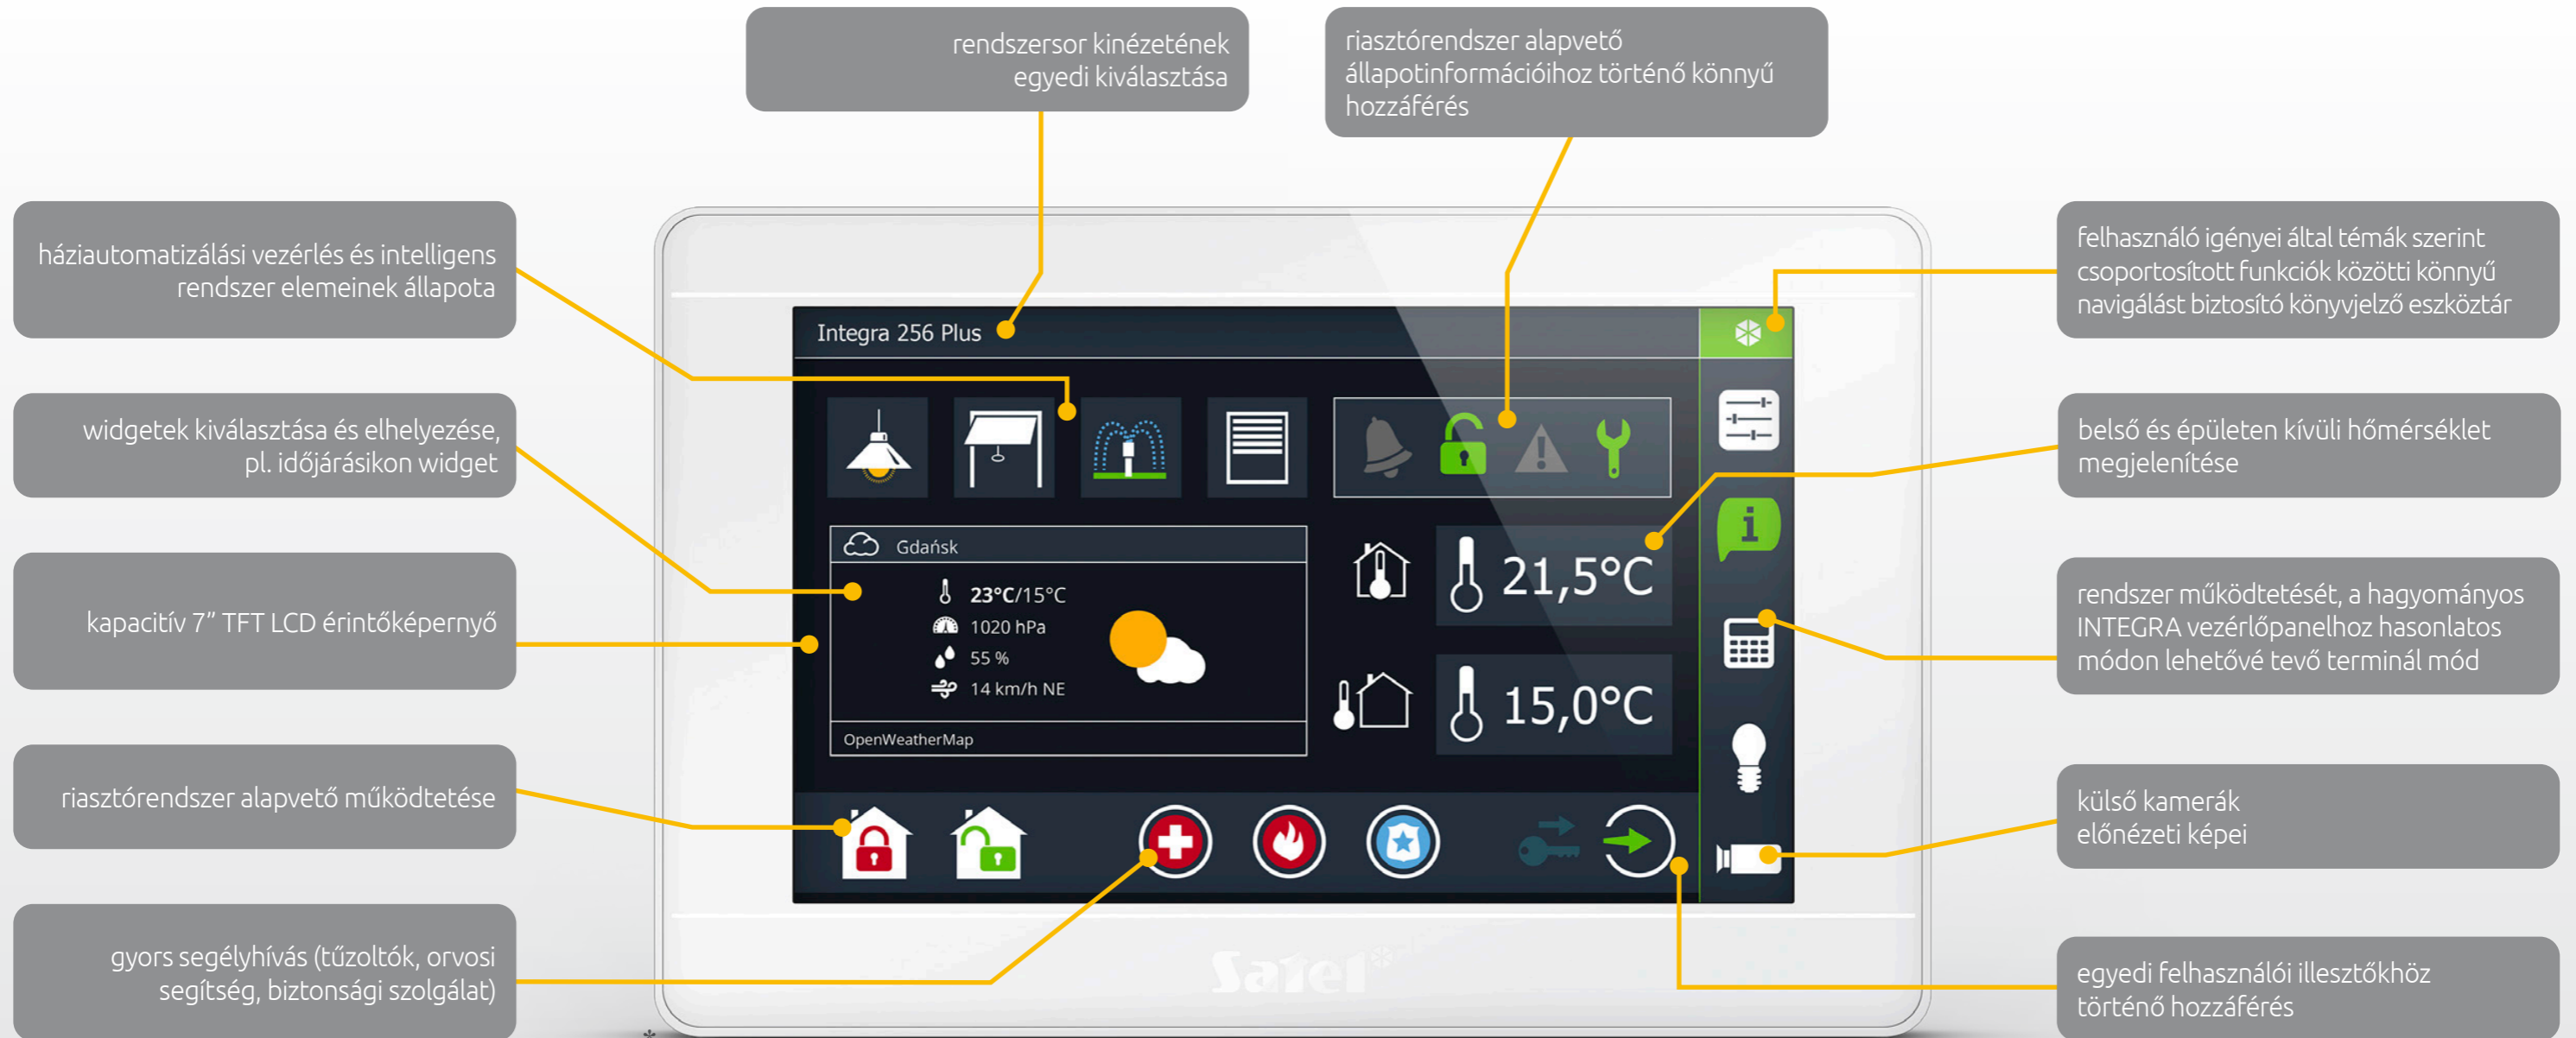 rendszersor kinézetének
egyedi kiválasztása
riasztórendszer alapvető
állapotinformációihoz történő könnyű
hozzáférés
háziautomatizálási vezérlés és intelligens
rendszer elemeinek állapota
widgetek kiválasztása és elhelyezése,
pl. időjárásikon widget
kapacitív 7” TFT LCD érintőképernyő
riasztórendszer alapvető működtetése
gyors segélyhívás (tűzoltók, orvosi
segítség, biztonsági szolgálat)
Integra 256 Plus
Gdańsk
23°C/15°C
1020 hPa
55 %
14 km/h NE
OpenWeatherMap
21,5°C
15,0°C
i
Satel
*
felhasználó igényei által témák szerint
csoportosított funkciók közötti könnyű
navigálást biztosító könyvjelző eszköztár
belső és épületen kívüli hőmérséklet
megjelenítése
rendszer működtetését, a hagyományos
INTEGRA vezérlőpanelhoz hasonlatos
módon lehetővé tevő terminál mód
külső kamerák
előnézeti képei
egyedi felhasználói illesztőkhöz
történő hozzáférés